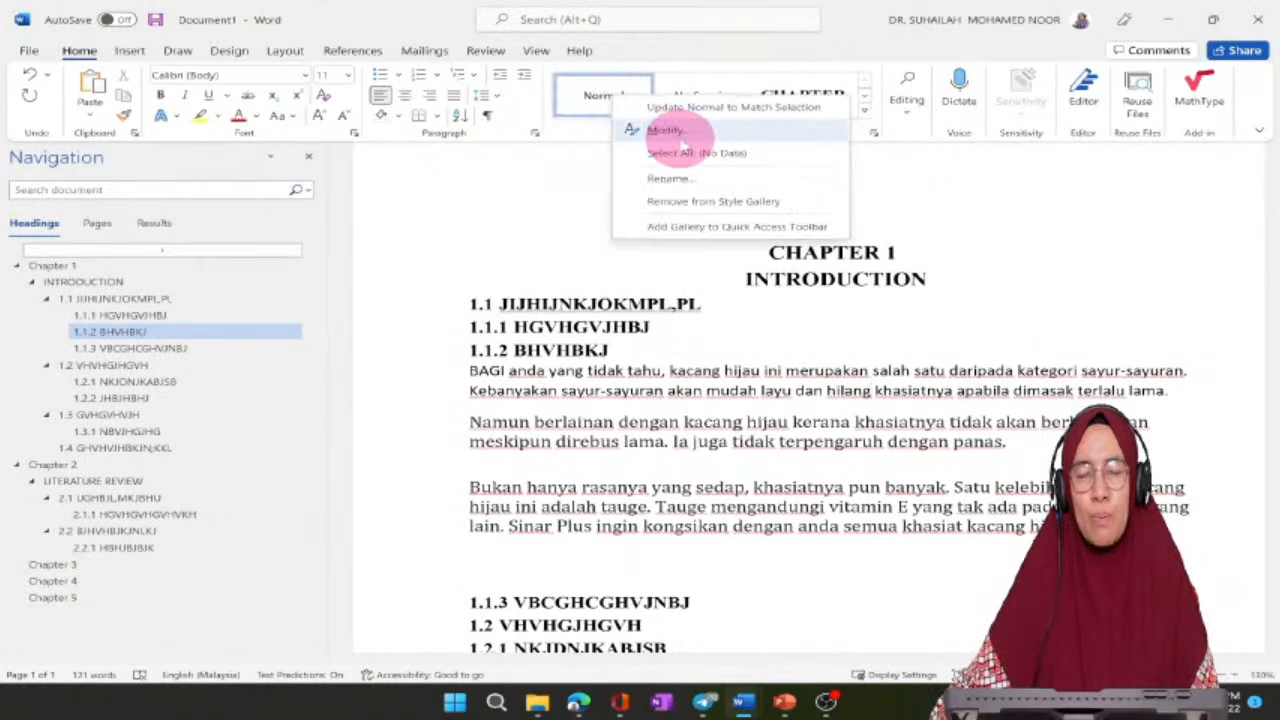 AutoSave Off Document1 - Word Search (Alt+Q) DR. SUHAILAH MOHAMED NOOR
File Home Insert Draw Design Layout References Mailings Review View Help Comments Share
Calibri (Body) 11
Paste
Editing Dictate Sensitivity Editor Reuse Files MathType
Undo Clipboard Font Paragraph Voice Sensitivity Editor Reuse Files Add-in
Update Normal to Match Selection
Modify...
Select All: (No Data)
Rename...
Remove from Style Gallery
Add Gallery to Quick Access Toolbar
Navigation
Search document
Headings Pages Results
Chapter 1
INTRODUCTION
1.1 JIJHIJNKJOKMPL,PL
1.1.1 HGVHGVJHBJ
1.1.2 BHVHBKJ
1.1.3 VBCGHCGHVJNBJ
1.2 VHVHGJHGVH
1.2.1 NKJDNJKABJSB
1.2.2 JHBJHBHJ
1.3 GVHGVHVJH
1.3.1 NBVJHGJHG
1.4 GHVHVJHBKJN;KKL
Chapter 2
LITERATURE REVIEW
2.1 UGHBJL,MKJBHU
2.1.1 HGVHGVHGVHVKH
2.2 BJHVHBJKJNLKJ
2.2.1 HBHJBJBJK
Chapter 3
Chapter 4
Chapter 5
CHAPTER 1
INTRODUCTION
1.1 JIJHIJNKJOKMPL,PL
1.1.1 HGVHGVJHBJ
1.1.2 BHVHBKJ
BAGI anda yang tidak tahu, kacang hijau ini merupakan salah satu daripada kategori sayur-sayuran.
Kebanyakan sayur-sayuran akan mudah layu dan hilang khasiatnya apabila dimasak terlalu lama.
Namun berlainan dengan kacang hijau kerana khasiatnya tidak akan
meskipun direbus lama. Ia juga tidak terpengaruh dengan panas.
Bukan hanya rasanya yang sedap, khasiatnya pun banyak. Satu
hijau ini adalah tauge. Tauge mengandungi vitamin E yang tak ada
lain. Sinar Plus ingin kongsikan dengan anda semua khasiat kacang
1.1.3 VBCGHCGHVJNBJ
1.2 VHVHGJHGVH
1.2.1 NKJDNJKABJSB
Page 1 of 1 121 words English (Malaysia) Text Predictions: On Accessibility: Good to go Display Settings 130%